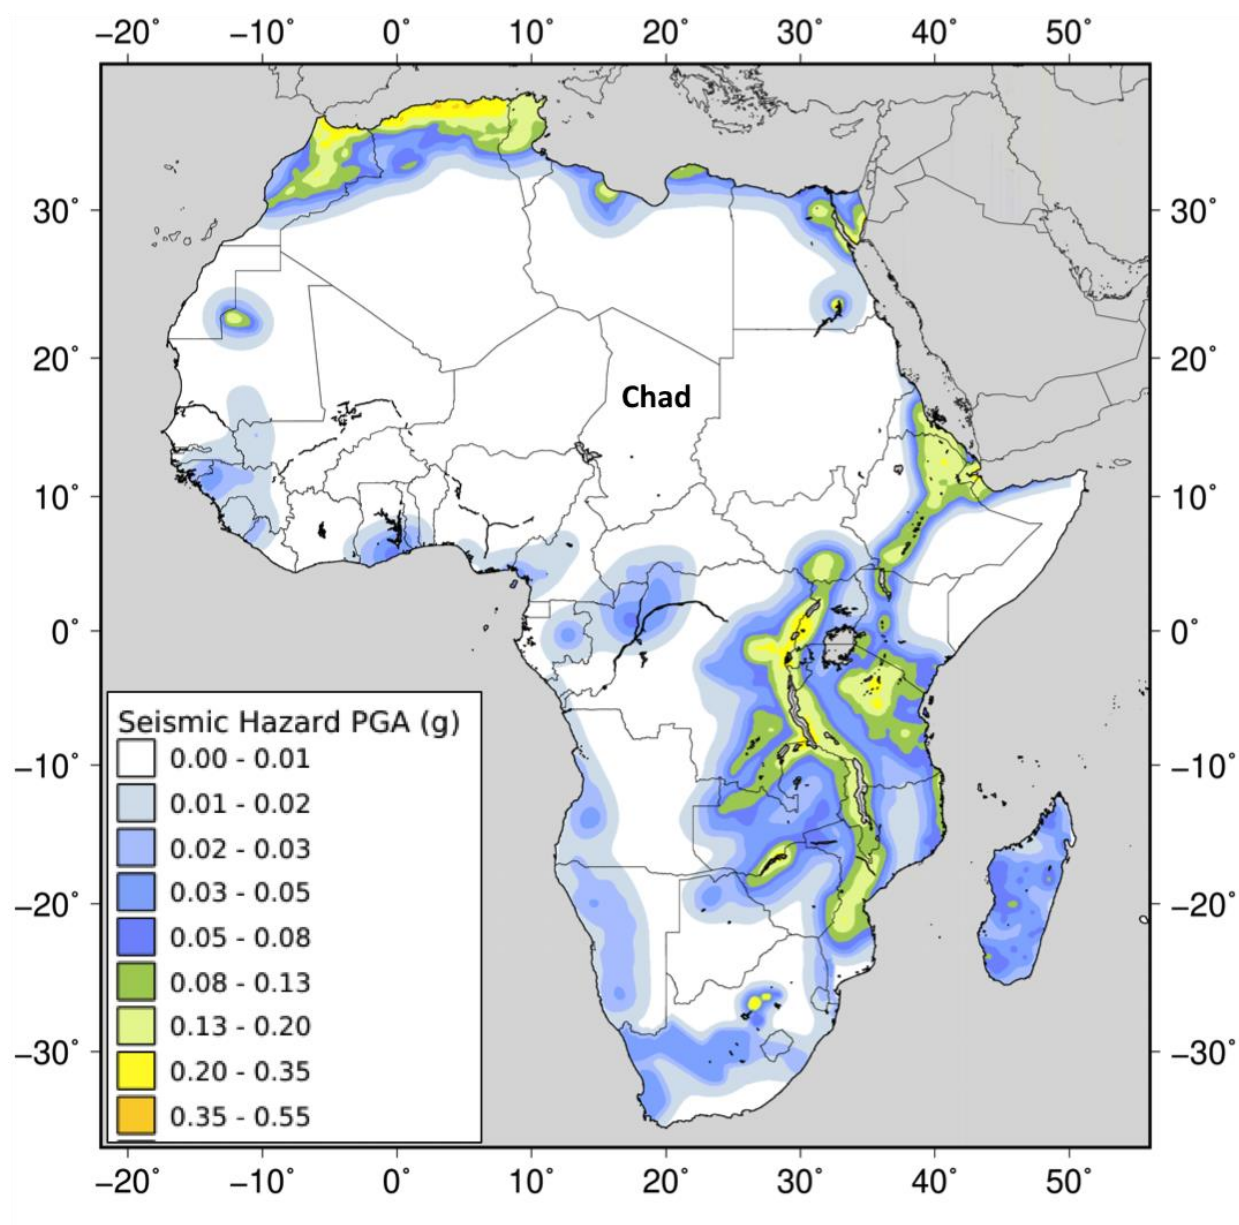 −20° −10° 0° 10° 20° 30° 40° 50°
30° 30°
20° 20°
Chad
10° 10°
0° 0°
Seismic Hazard PGA (g)
0.00 - 0.01
−10° −10°
0.01 - 0.02
0.02 - 0.03
0.03 - 0.05
−20° −20°
0.05 - 0.08
0.08 - 0.13
0.13 - 0.20
−30° −30°
0.20 - 0.35
0.35 - 0.55
−20° −10° 0° 10° 20° 30° 40° 50°